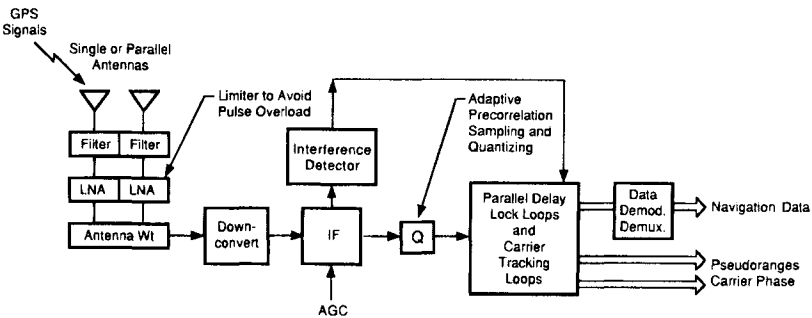 GPS
Signals
Single or Parallel
Antennas
Limiter to Avoid
Pulse Overload
Adaptive
Precorrelation
Sampling and
Quantizing
Filter
Filter
Interference
Detector
LNA
LNA
Antenna Wt
Down-
convert
IF
Q
Parallel Delay
Lock Loops
and
Carrier
Tracking
Loops
Data
Demod.
Demux.
Navigation Data
Pseudoranges
Carrier Phase
AGC